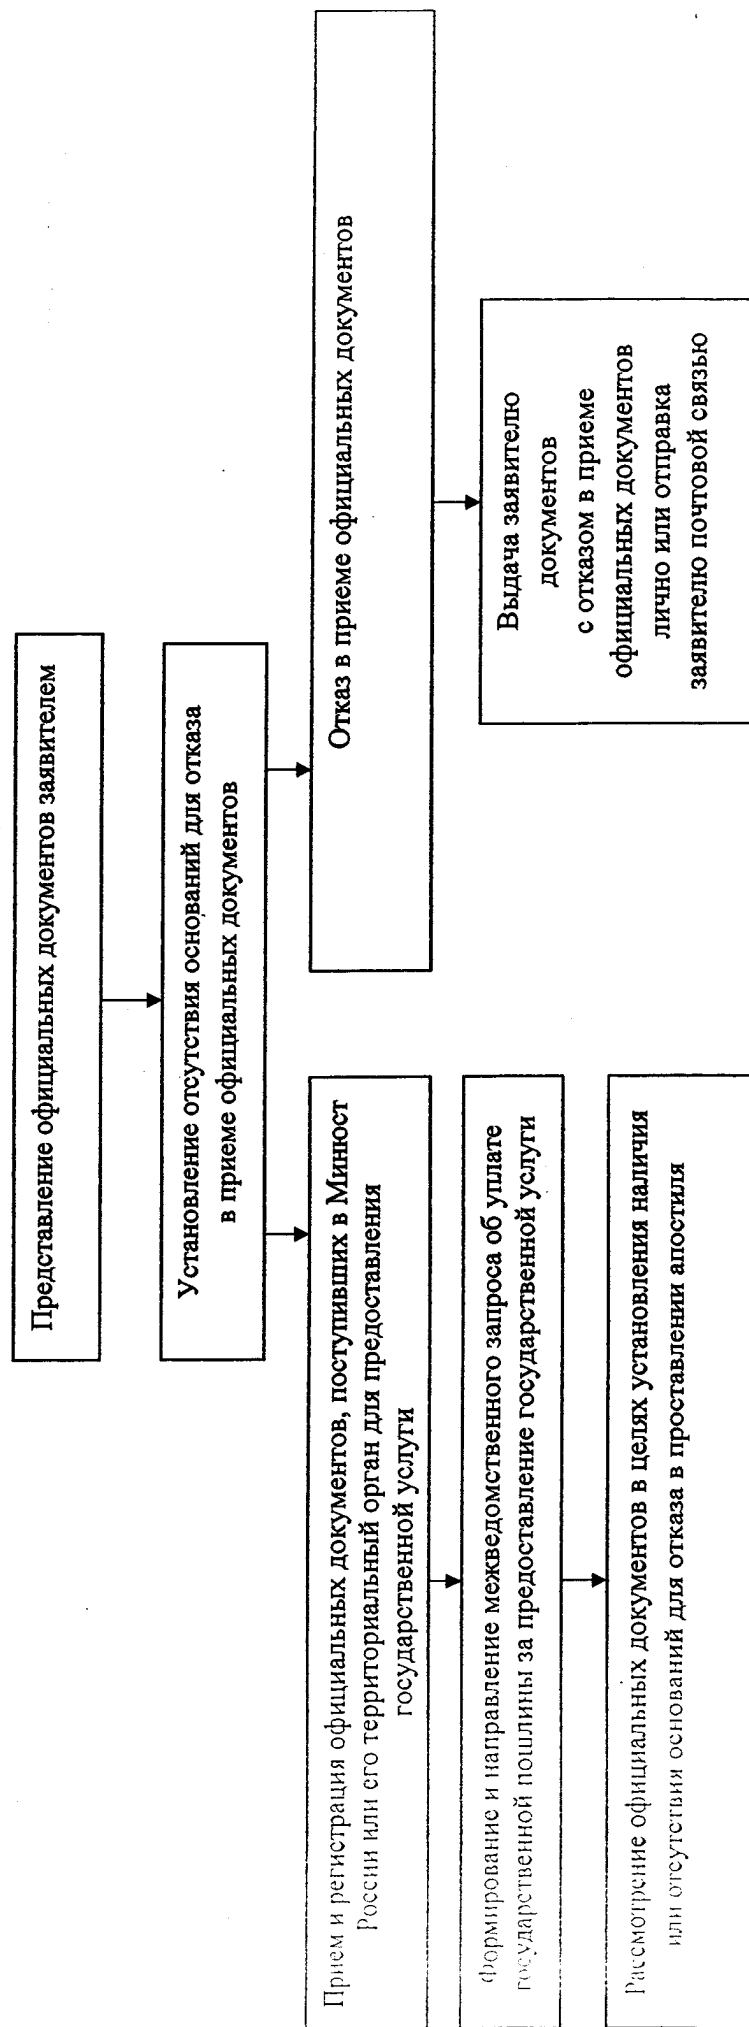 Представление официальных документов заявителем
Установление отсутствия оснований для отказа
в приеме официальных документов
Прием и регистрация официальных документов, поступивших в Минюст
России или его территориальный орган для предоставления
государственной услуги
Отказ в приеме официальных документов
Формирование и направление межведомственного запроса об уплате
государственной пошлины за предоставление государственной услуги
Выдача заявителю
документов
с отказом в приеме
официальных документов
лично или отправка
заявителю почтовой связью
Рассмотрение официальных документов в целях установления наличия
или отсутствия оснований для отказа в проставлении апостиля